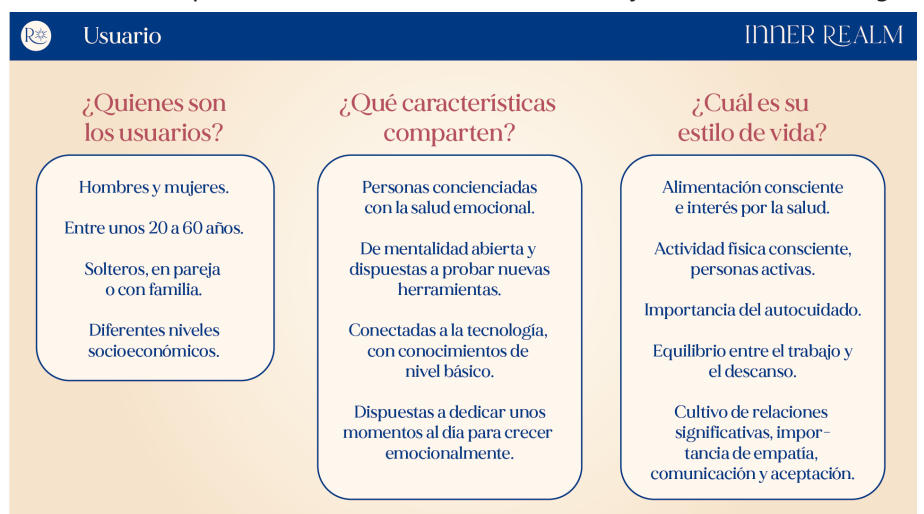 Usuario
INNER REALM
¿Quienes son
los usuarios?
Hombres y mujeres.
Entre unos 20 a 60 años.
Solteros, en pareja
o con familia.
Diferentes niveles
socioeconómicos.
¿Qué características
comparten?
Personas concienciadas
con la salud emocional.
De mentalidad abierta y
dispuestas a probar nuevas
herramientas.
Conectadas a la tecnología,
con conocimientos de
nivel básico.
Dispuestas a dedicar unos
momentos al día para crecer
emocionalmente.
¿Cuál es su
estilo de vida?
Alimentación consciente
e interés por la salud.
Actividad física consciente,
personas activas.
Importancia del autocuidado.
Equilibrio entre el trabajo y
el descanso.
Cultivo de relaciones
significativas, impor-
tancia de empatía,
comunicación y aceptación.